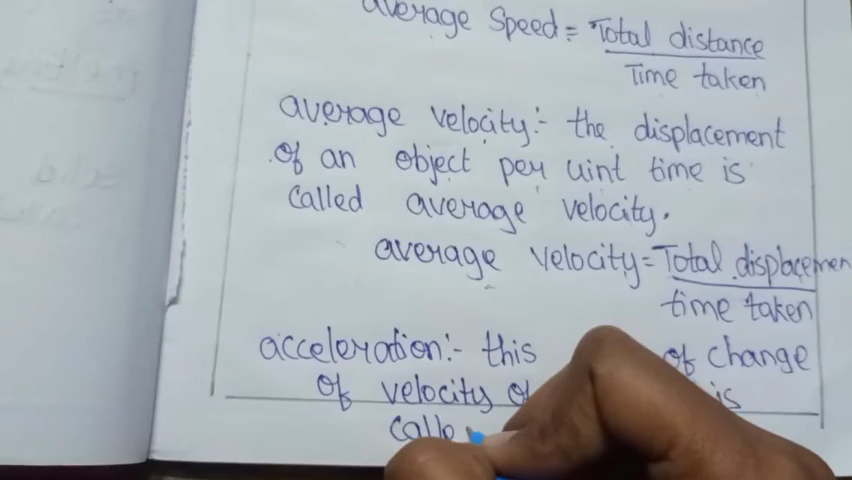 average Speed = Total distance
Time taken
average velocity:- the displacement
of an object per uint time is
called average velocity.
average velocity = Total displacemen
time taken
acceleration:- this of change
of velocity of is
calle